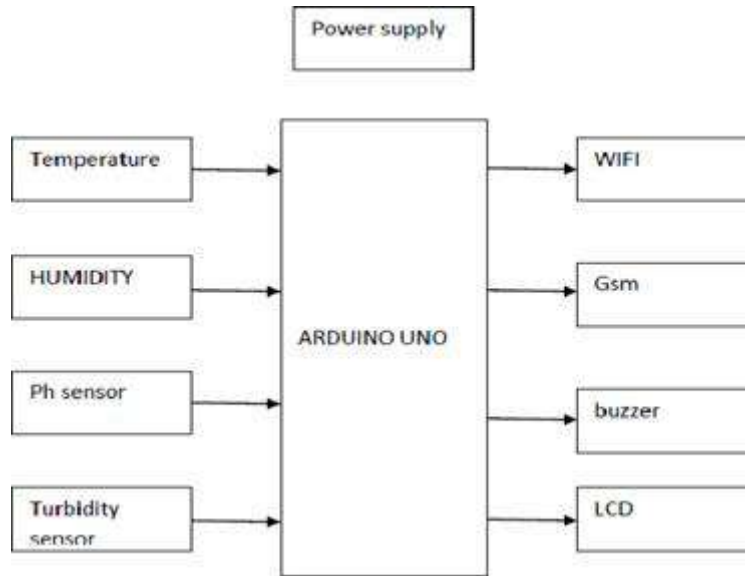 Power supply
Temperature
HUMIDITY
Ph sensor
Turbidity
sensor
ARDUINO UNO
WIFI
Gsm
buzzer
LCD